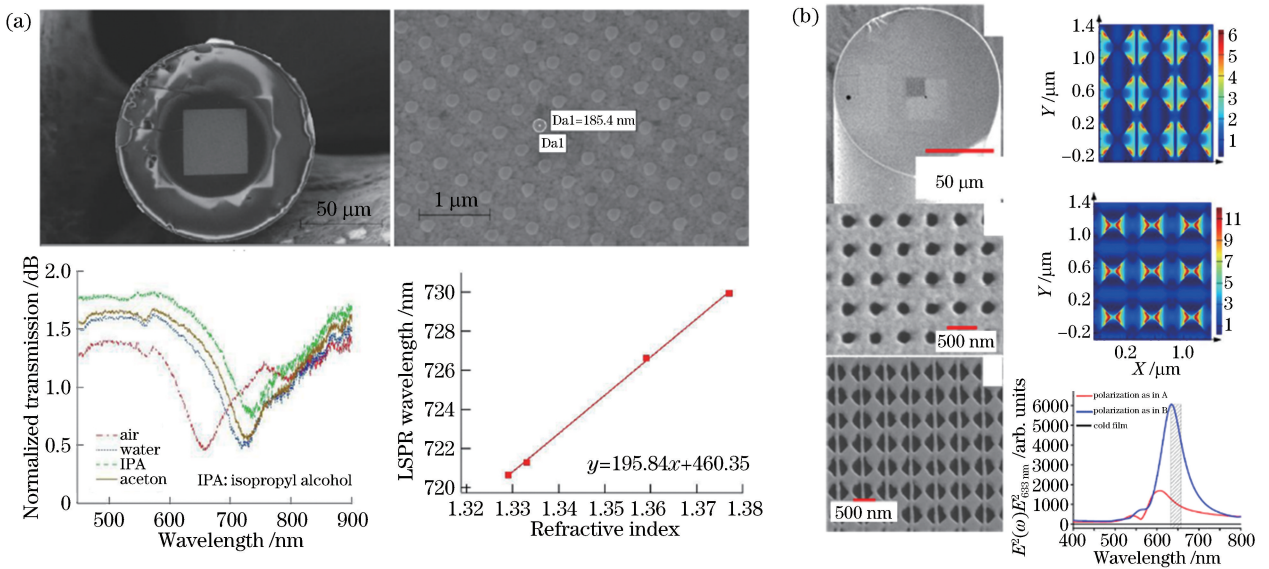 (a)
Da1=185.4 nm
Da1
1 μm
50 μm
Normalized transmission /dB
2.0
1.5
1.0
0.5
0
air
water
IPA
aceton
IPA: isopropyl alcohol
500
600
700
800
900
Wavelength /nm
LSPR wavelength /nm
730
728
726
724
722
720
y=195.84x+460.35
1.32
1.33
1.34
1.35
1.36
1.37
1.38
Refractive index
(b)
50 μm
500 nm
500 nm
Y /μm
1.4
1.0
0.6
0.2
−0.2
6
5
4
3
2
1
Y /μm
1.4
1.0
0.6
0.2
−0.2
11
9
7
5
3
1
0.2
1.0
X /μm
E²(ω)E²633 nm /arb. units
6000
5000
4000
3000
2000
1000
0
polarization as in A
polarization as in B
cold film
400
500
600
700
800
Wavelength /nm